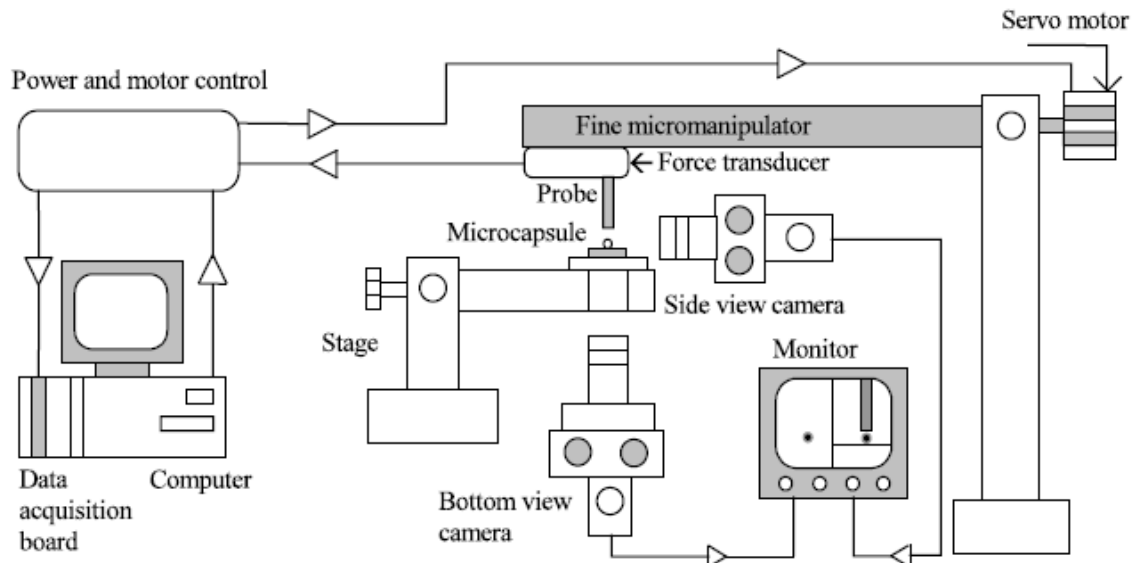 Servo motor
Power and motor control
Fine micromanipulator
Force transducer
Probe
Microcapsule
Side view camera
Stage
Monitor
Data
acquisition
board
Computer
Bottom view
camera